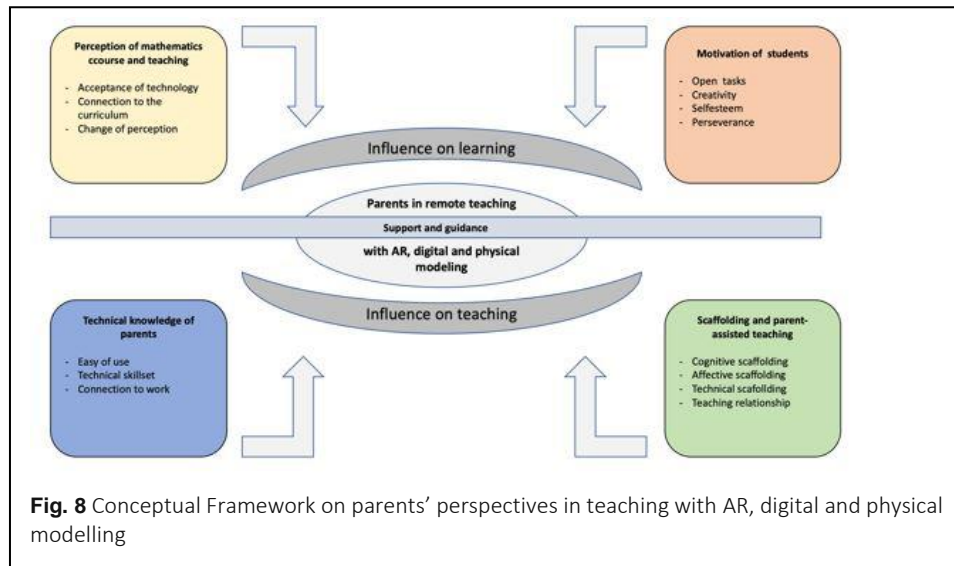 Perception of mathematics
ccourse and teaching
- Acceptance of technology
- Connection to the
curriculum
- Change of perception
Motivation of students
- Open tasks
- Creativity
- Selfesteem
- Perseverance
Influence on learning
Parents in remote teaching
Support and guidance
with AR, digital and physical
modeling
Influence on teaching
Technical knowledge of
parents
- Easy of use
- Technical skillset
- Connection to work
Scaffolding and parent-
assisted teaching
- Cognitive scaffolding
- Affective scaffolding
- Technical scafollding
- Teaching relationship
Fig. 8 Conceptual Framework on parents’ perspectives in teaching with AR, digital and physical
modelling